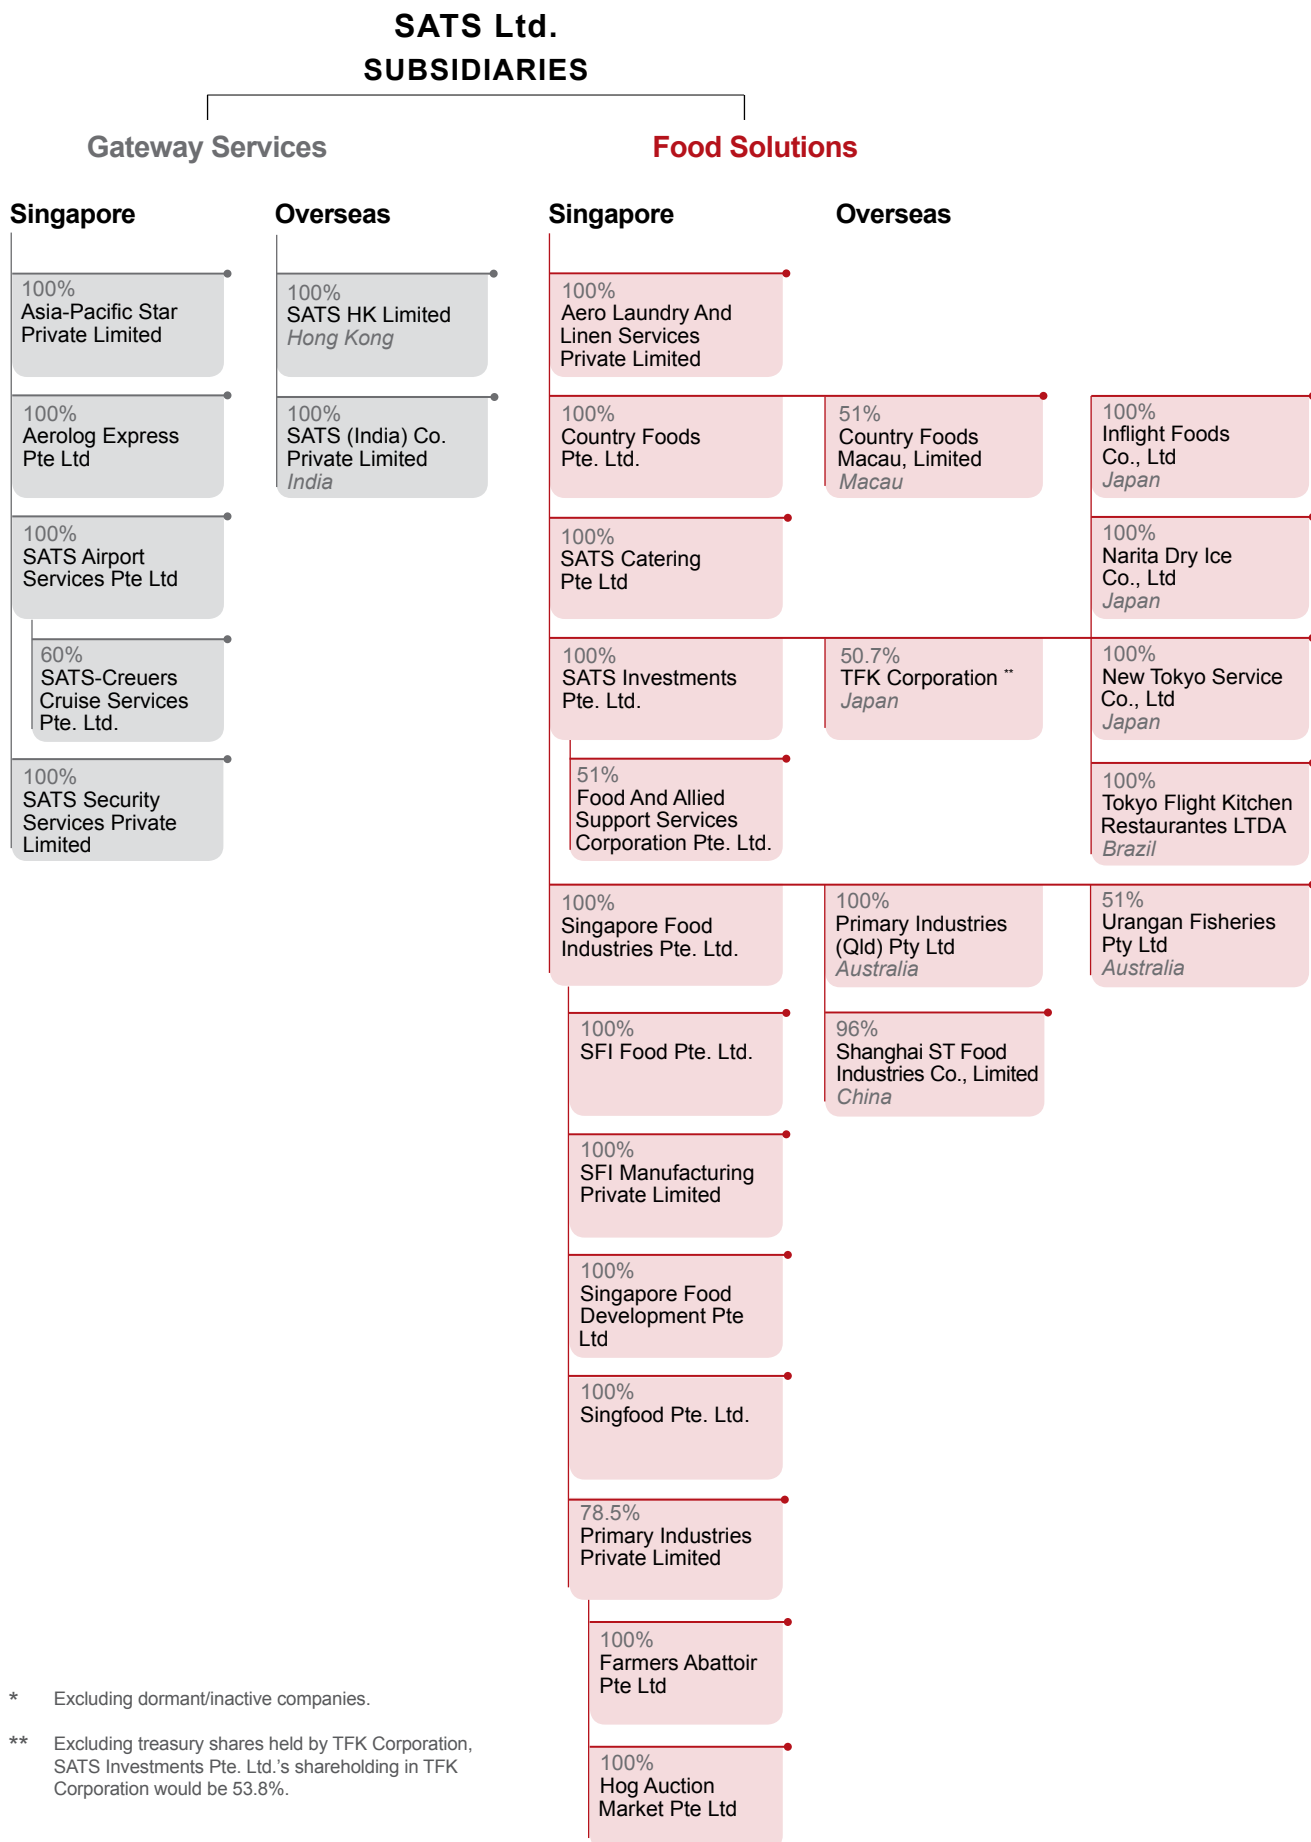 SATS Ltd.
SUBSIDIARIES
Gateway Services
Food Solutions
Singapore
Overseas
Singapore
Overseas
100%
Asia-Pacific Star
Private Limited
100%
Aerolog Express
Pte Ltd
100%
SATS Airport
Services Pte Ltd
60%
SATS-Creuers
Cruise Services
Pte. Ltd.
100%
SATS Security
Services Private
Limited
100%
SATS HK Limited
Hong Kong
100%
SATS (India) Co.
Private Limited
India
100%
Aero Laundry And
Linen Services
Private Limited
100%
Country Foods
Pte. Ltd.
51%
Country Foods
Macau, Limited
Macau
100%
SATS Catering
Pte Ltd
100%
SATS Investments
Pte. Ltd.
50.7%
TFK Corporation **
Japan
100%
Inflight Foods
Co., Ltd
Japan
100%
Narita Dry Ice
Co., Ltd
Japan
100%
New Tokyo Service
Co., Ltd
Japan
100%
Tokyo Flight Kitchen
Restaurantes LTDA
Brazil
51%
Food And Allied
Support Services
Corporation Pte. Ltd.
100%
Singapore Food
Industries Pte. Ltd.
100%
Primary Industries
(Qld) Pty Ltd
Australia
51%
Urangan Fisheries
Pty Ltd
Australia
96%
Shanghai ST Food
Industries Co., Limited
China
100%
SFI Food Pte. Ltd.
100%
SFI Manufacturing
Private Limited
100%
Singapore Food
Development Pte
Ltd
100%
Singfood Pte. Ltd.
78.5%
Primary Industries
Private Limited
100%
Farmers Abattoir
Pte Ltd
100%
Hog Auction
Market Pte Ltd
* Excluding dormant/inactive companies.
** Excluding treasury shares held by TFK Corporation,
SATS Investments Pte. Ltd.'s shareholding in TFK
Corporation would be 53.8%.